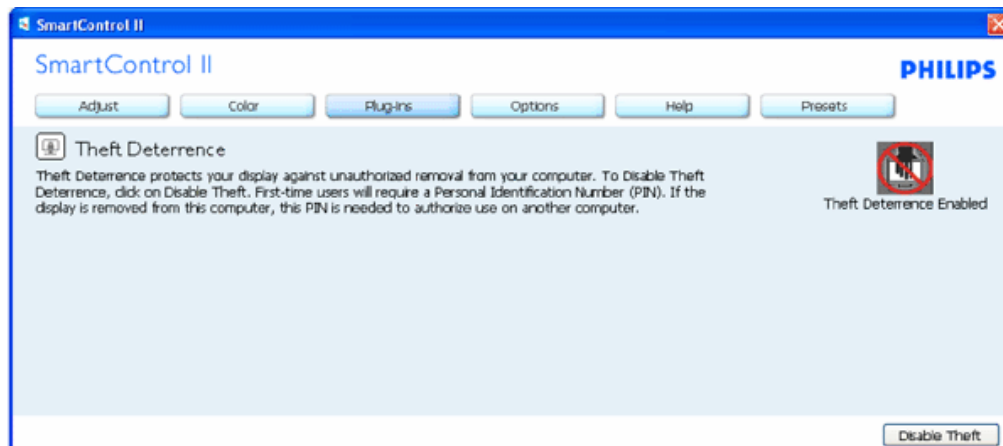 SmartControl II
SmartControl II
PHILIPS
Adjust Color Plug-Ins Options Help Presets
Theft Deterrence
Theft Deterrence protects your display against unauthorized removal from your computer. To Disable Theft
Deterrence, click on Disable Theft. First-time users will require a Personal Identification Number (PIN). If the
display is removed from this computer, this PIN is needed to authorize use on another computer.
Theft Deterrence Enabled
Disable Theft